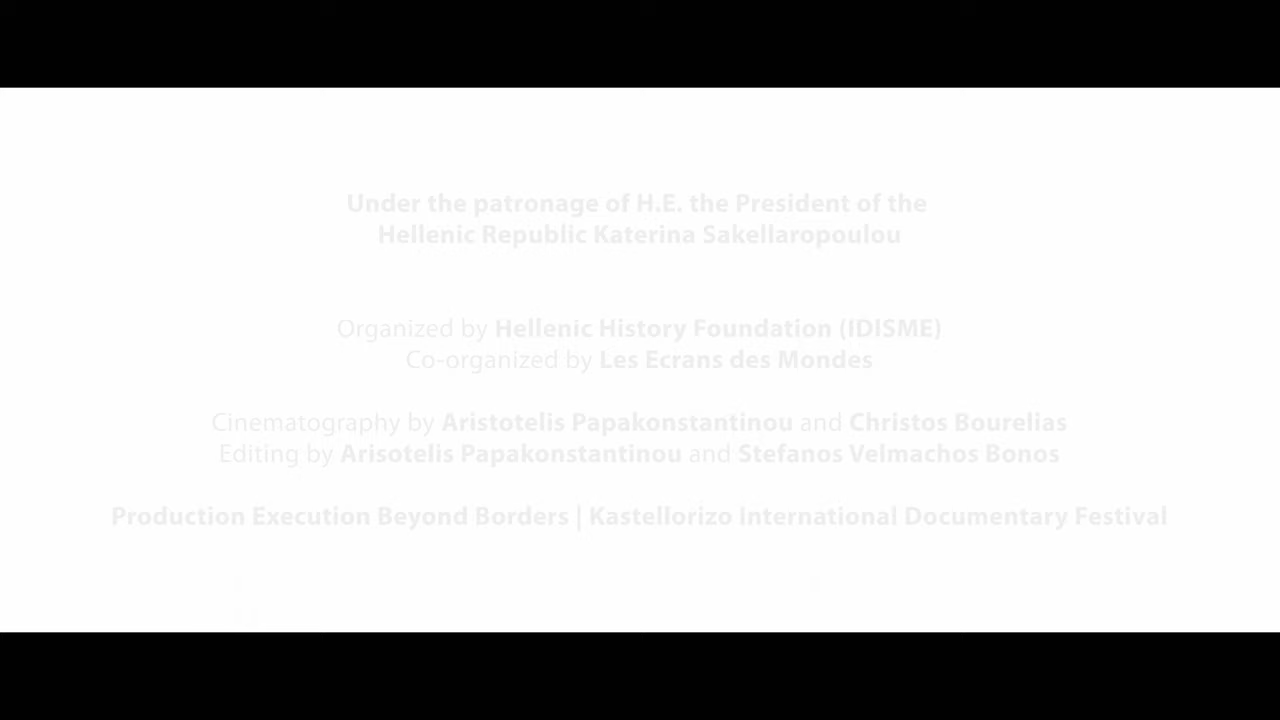 Under the patronage of H.E. the President of the
Hellenic Republic Katerina Sakellaropoulou
Organized by Hellenic History Foundation (IDISME)
Co-organized by Les Ecrans des Mondes
Cinematography by Aristotelis Papakonstantinou and Christos Bourelias
Editing by Arisotelis Papakonstantinou and Stefanos Velmachos Bonos
Production Execution Beyond Borders | Kastellorizo International Documentary Festival